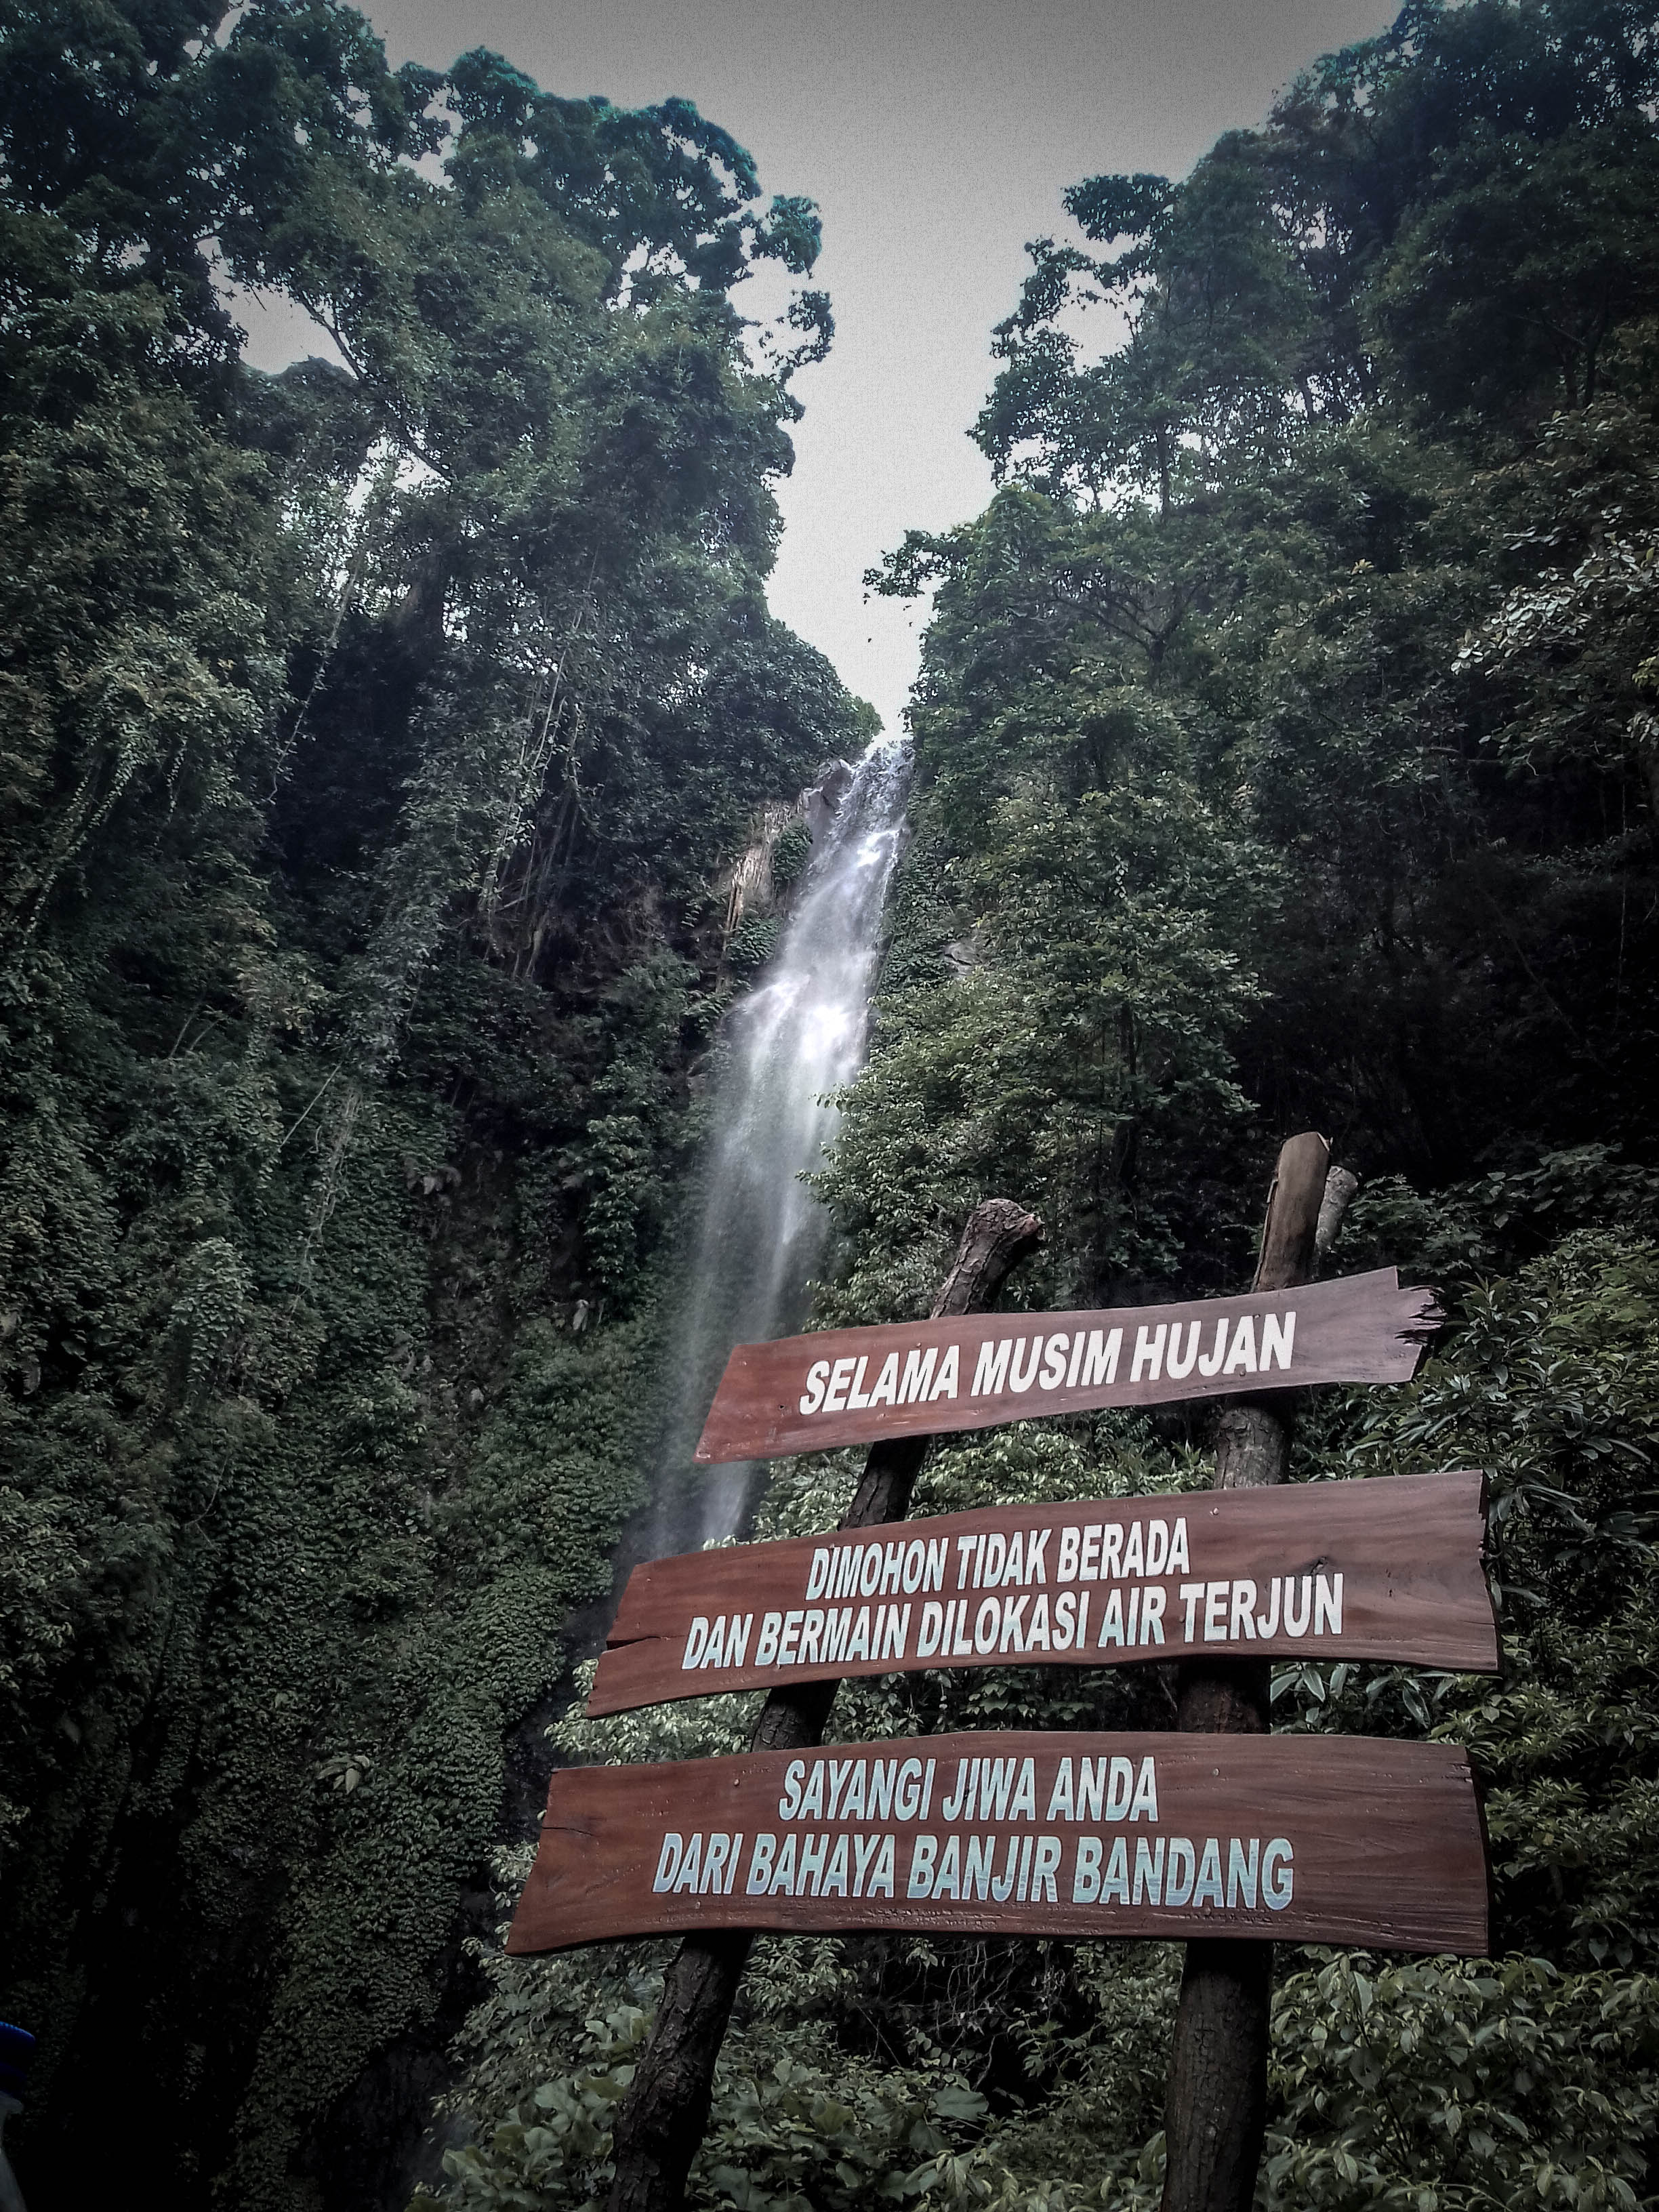 SELAMA MUSIM HUJAN
DIMOHON TIDAK BERADA
DAN BERMAIN DILOKASI AIR TERJUN
SAYANGI JIWA ANDA
DARI BAHAYA BANJIR BANDANG